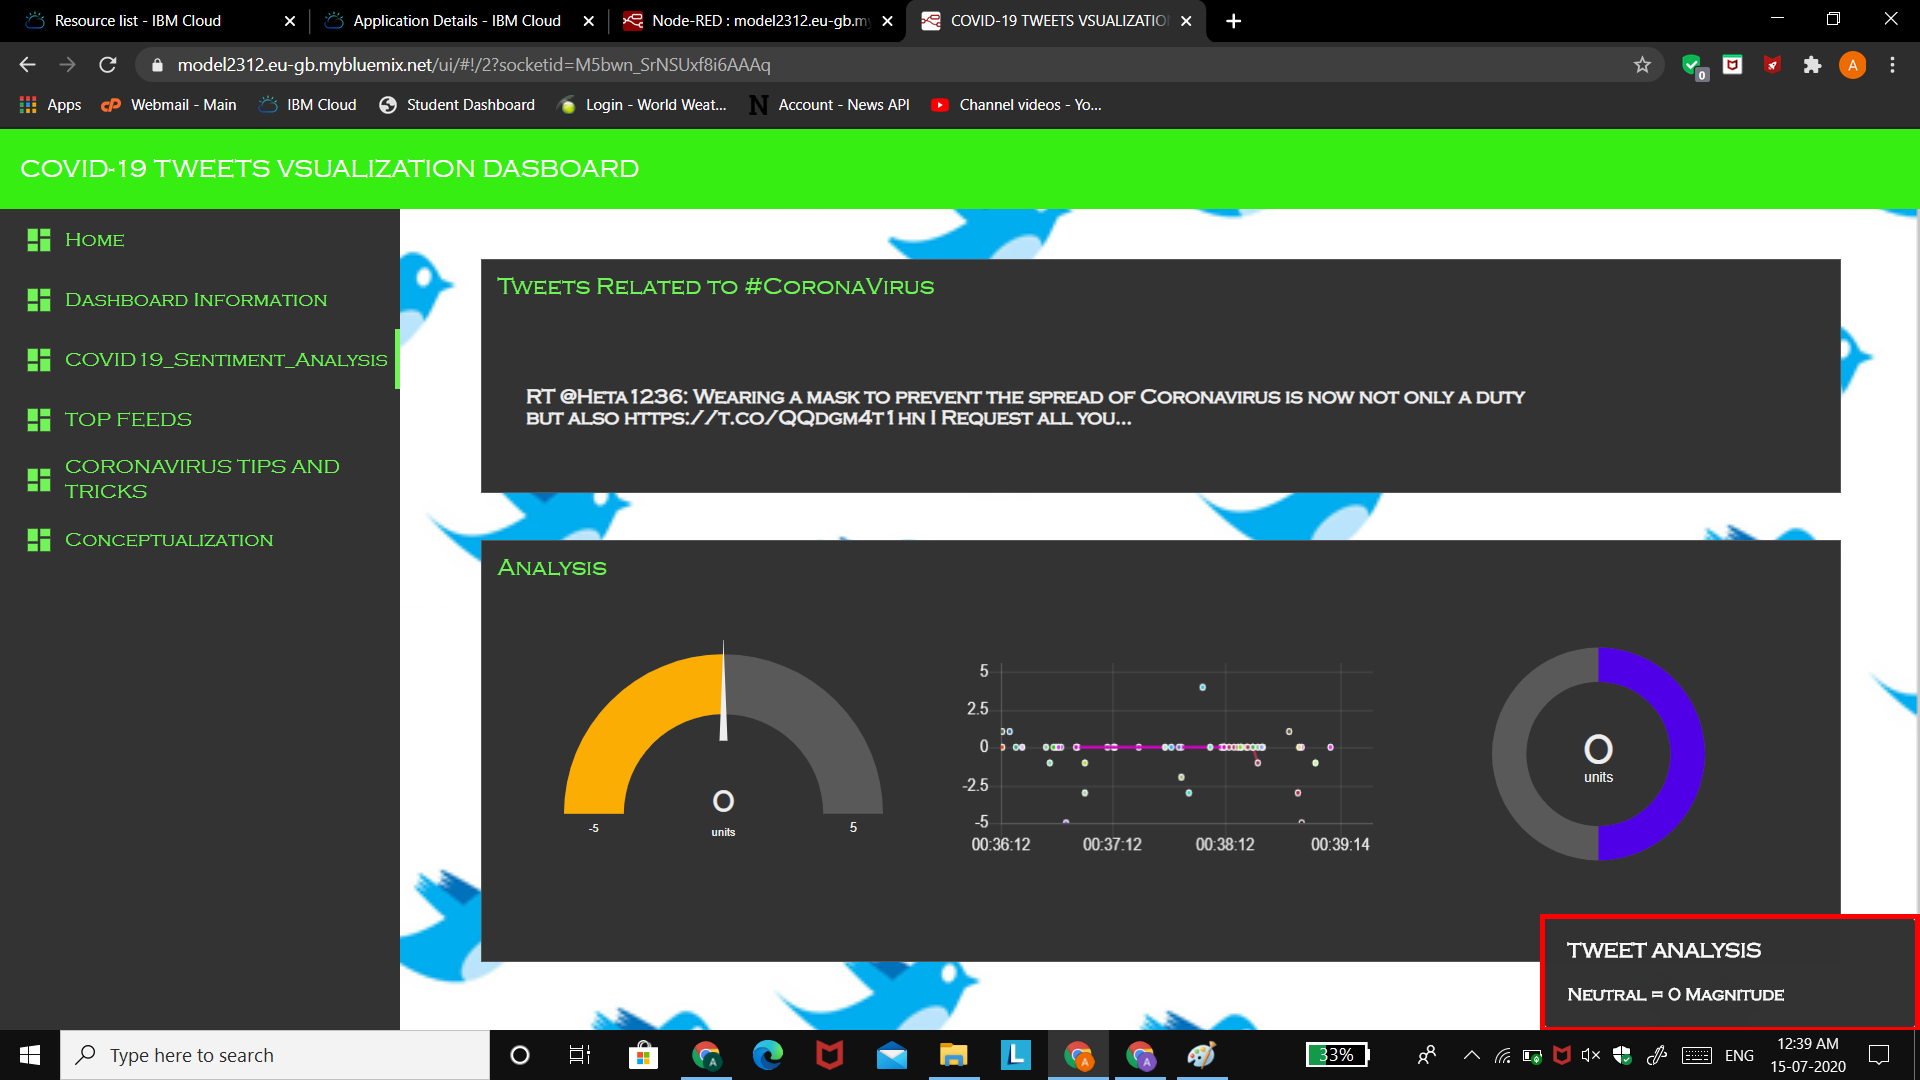 Resource list - IBM Cloud
Application Details - IBM Cloud
Node-RED : model2312.eu-gb.my
COVID-19 TWEETS VSUALIZATIO
model2312.eu-gb.mybluemix.net/ui/#!/2?socketid=M5bwn_SrNSUxf8i6AAAq
0
A
Apps
Webmail - Main
IBM Cloud
Student Dashboard
Login - World Weat...
N
Account - News API
Channel videos - Yo...
COVID-19 TWEETS VSUALIZATION DASBOARD
Home
Dashboard Information
COVID19_Sentiment_Analysis
TOP FEEDS
CORONAVIRUS TIPS AND
TRICKS
Conceptualization
Tweets Related to #CoronaVirus
RT @Heta1236: Wearing a mask to prevent the spread of Coronavirus is now not only a duty
but also https://t.co/QQdgm4t1hn I Request all you...
Analysis
0
units
-5
5
5
2.5
0
-2.5
-5
00:36:12
00:37:12
00:38:12
00:39:14
0
units
TWEET ANALYSIS
Neutral = 0 Magnitude
Type here to search
A
L
A
A
33%
ENG
12:39 AM
15-07-2020